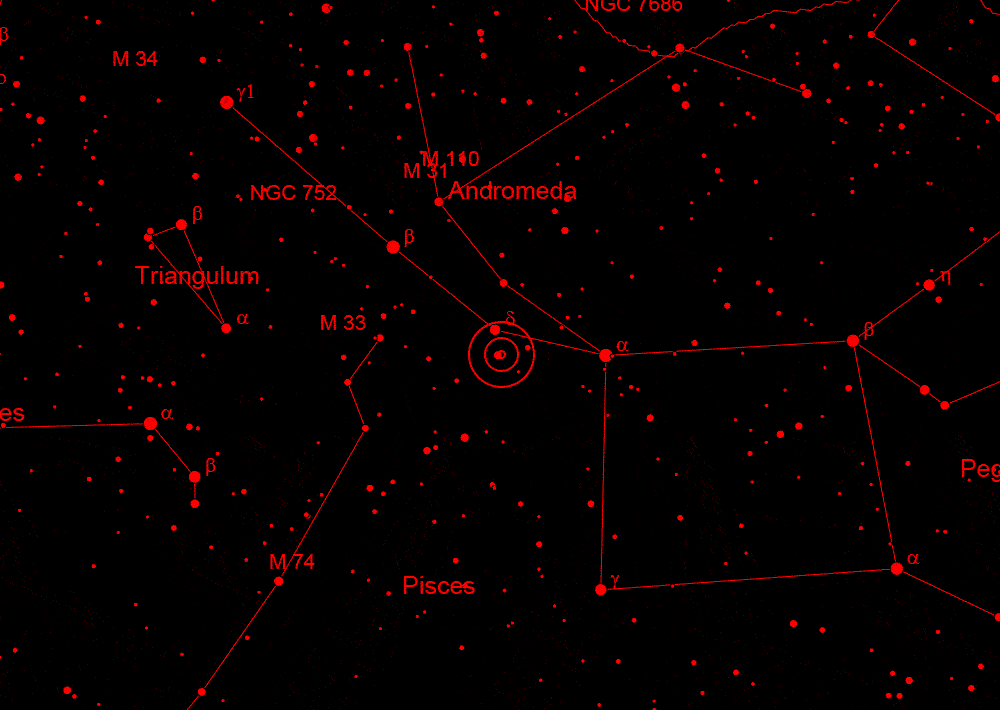 NGC 7686
β
M 34
o
γ1
M 110
M 31
NGC 752
Andromeda
β
β
Triangulum
η
δ
α
M 33
β
α
es
α
β
Peg
M 74
α
Pisces
γ